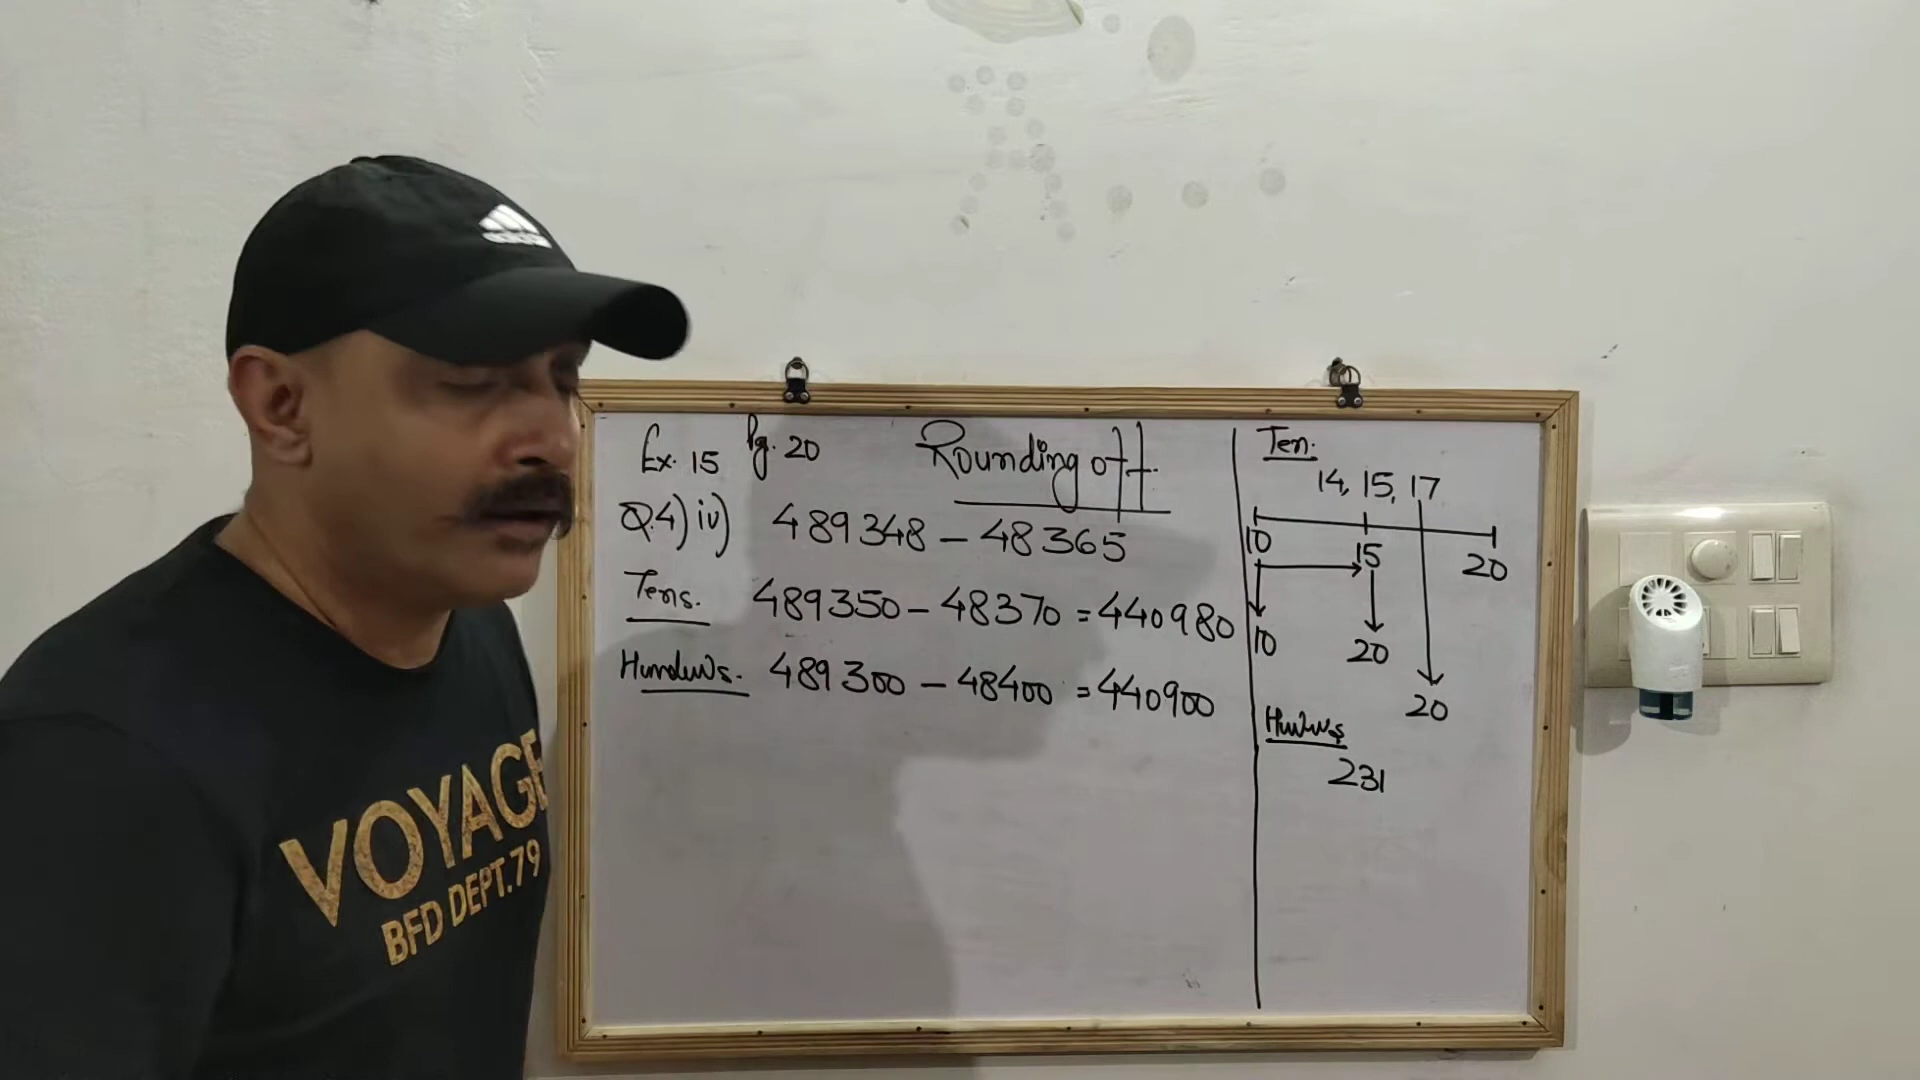 Ex. 15 Pg. 20 Rounding off.
Q.4) iv) 489348 - 48365
Tens. 489350 - 48370 = 440980
Hundreds. 489300 - 48400 = 440900
Ten.
14, 15, 17
10 15 20
10 20
20
231
VOYAGE
BFD DEPT.79